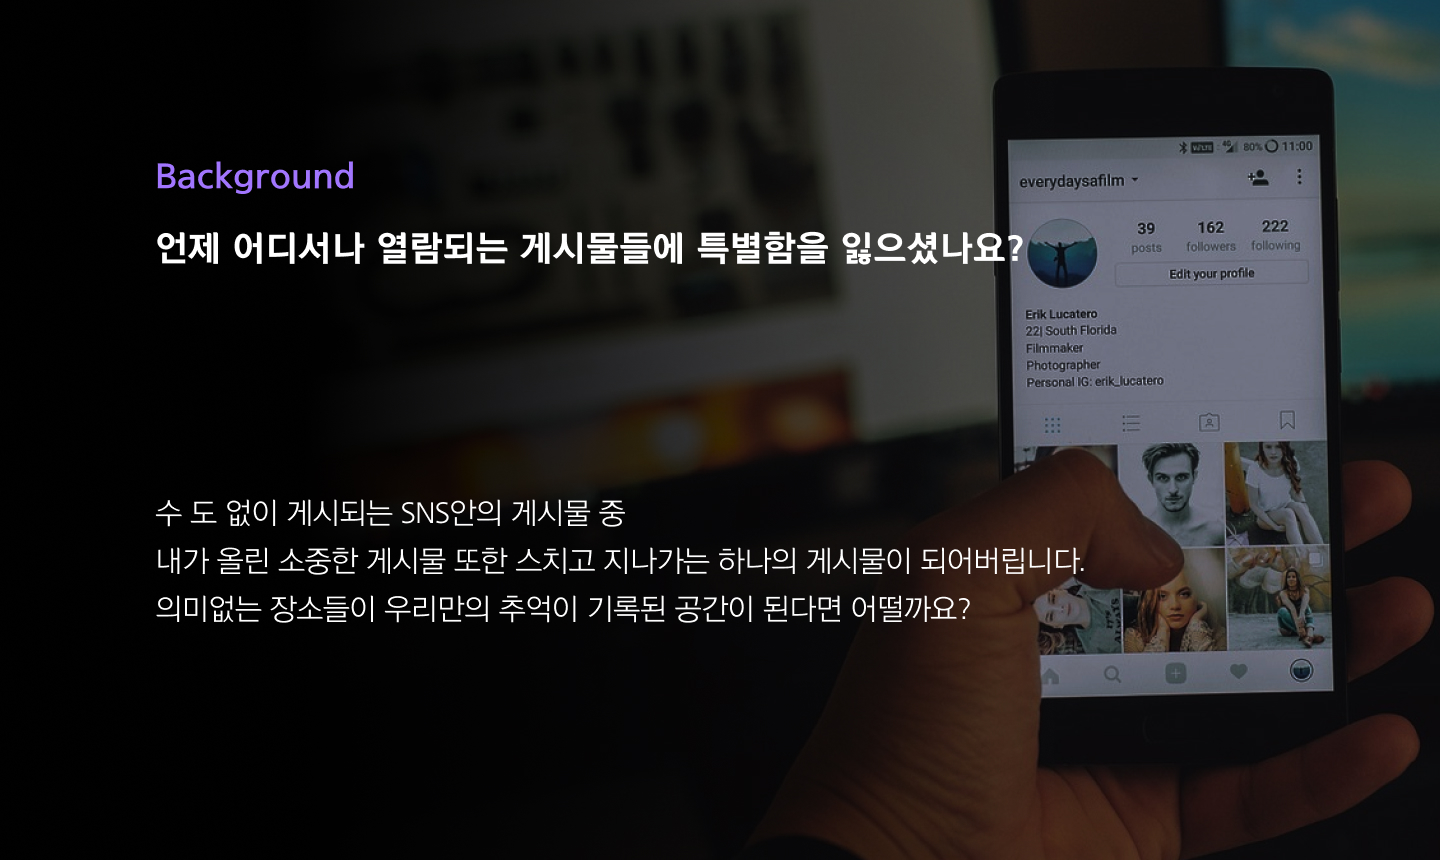 Background
언제 어디서나 열람되는 게시물들에 특별함을 잃으셨나요?
수 도 없이 게시되는 SNS안의 게시물 중
내가 올린 소중한 게시물 또한 스치고 지나가는 하나의 게시물이 되어버립니다.
의미없는 장소들이 우리만의 추억이 기록된 공간이 된다면 어떨까요?
VoLTE 4G 80% 11:00
everydaysafilm
39 162 222
posts followers following
Edit your profile
Erik Lucatero
22| South Florida
Filmmaker
Photographer
Personal IG: erik_lucatero